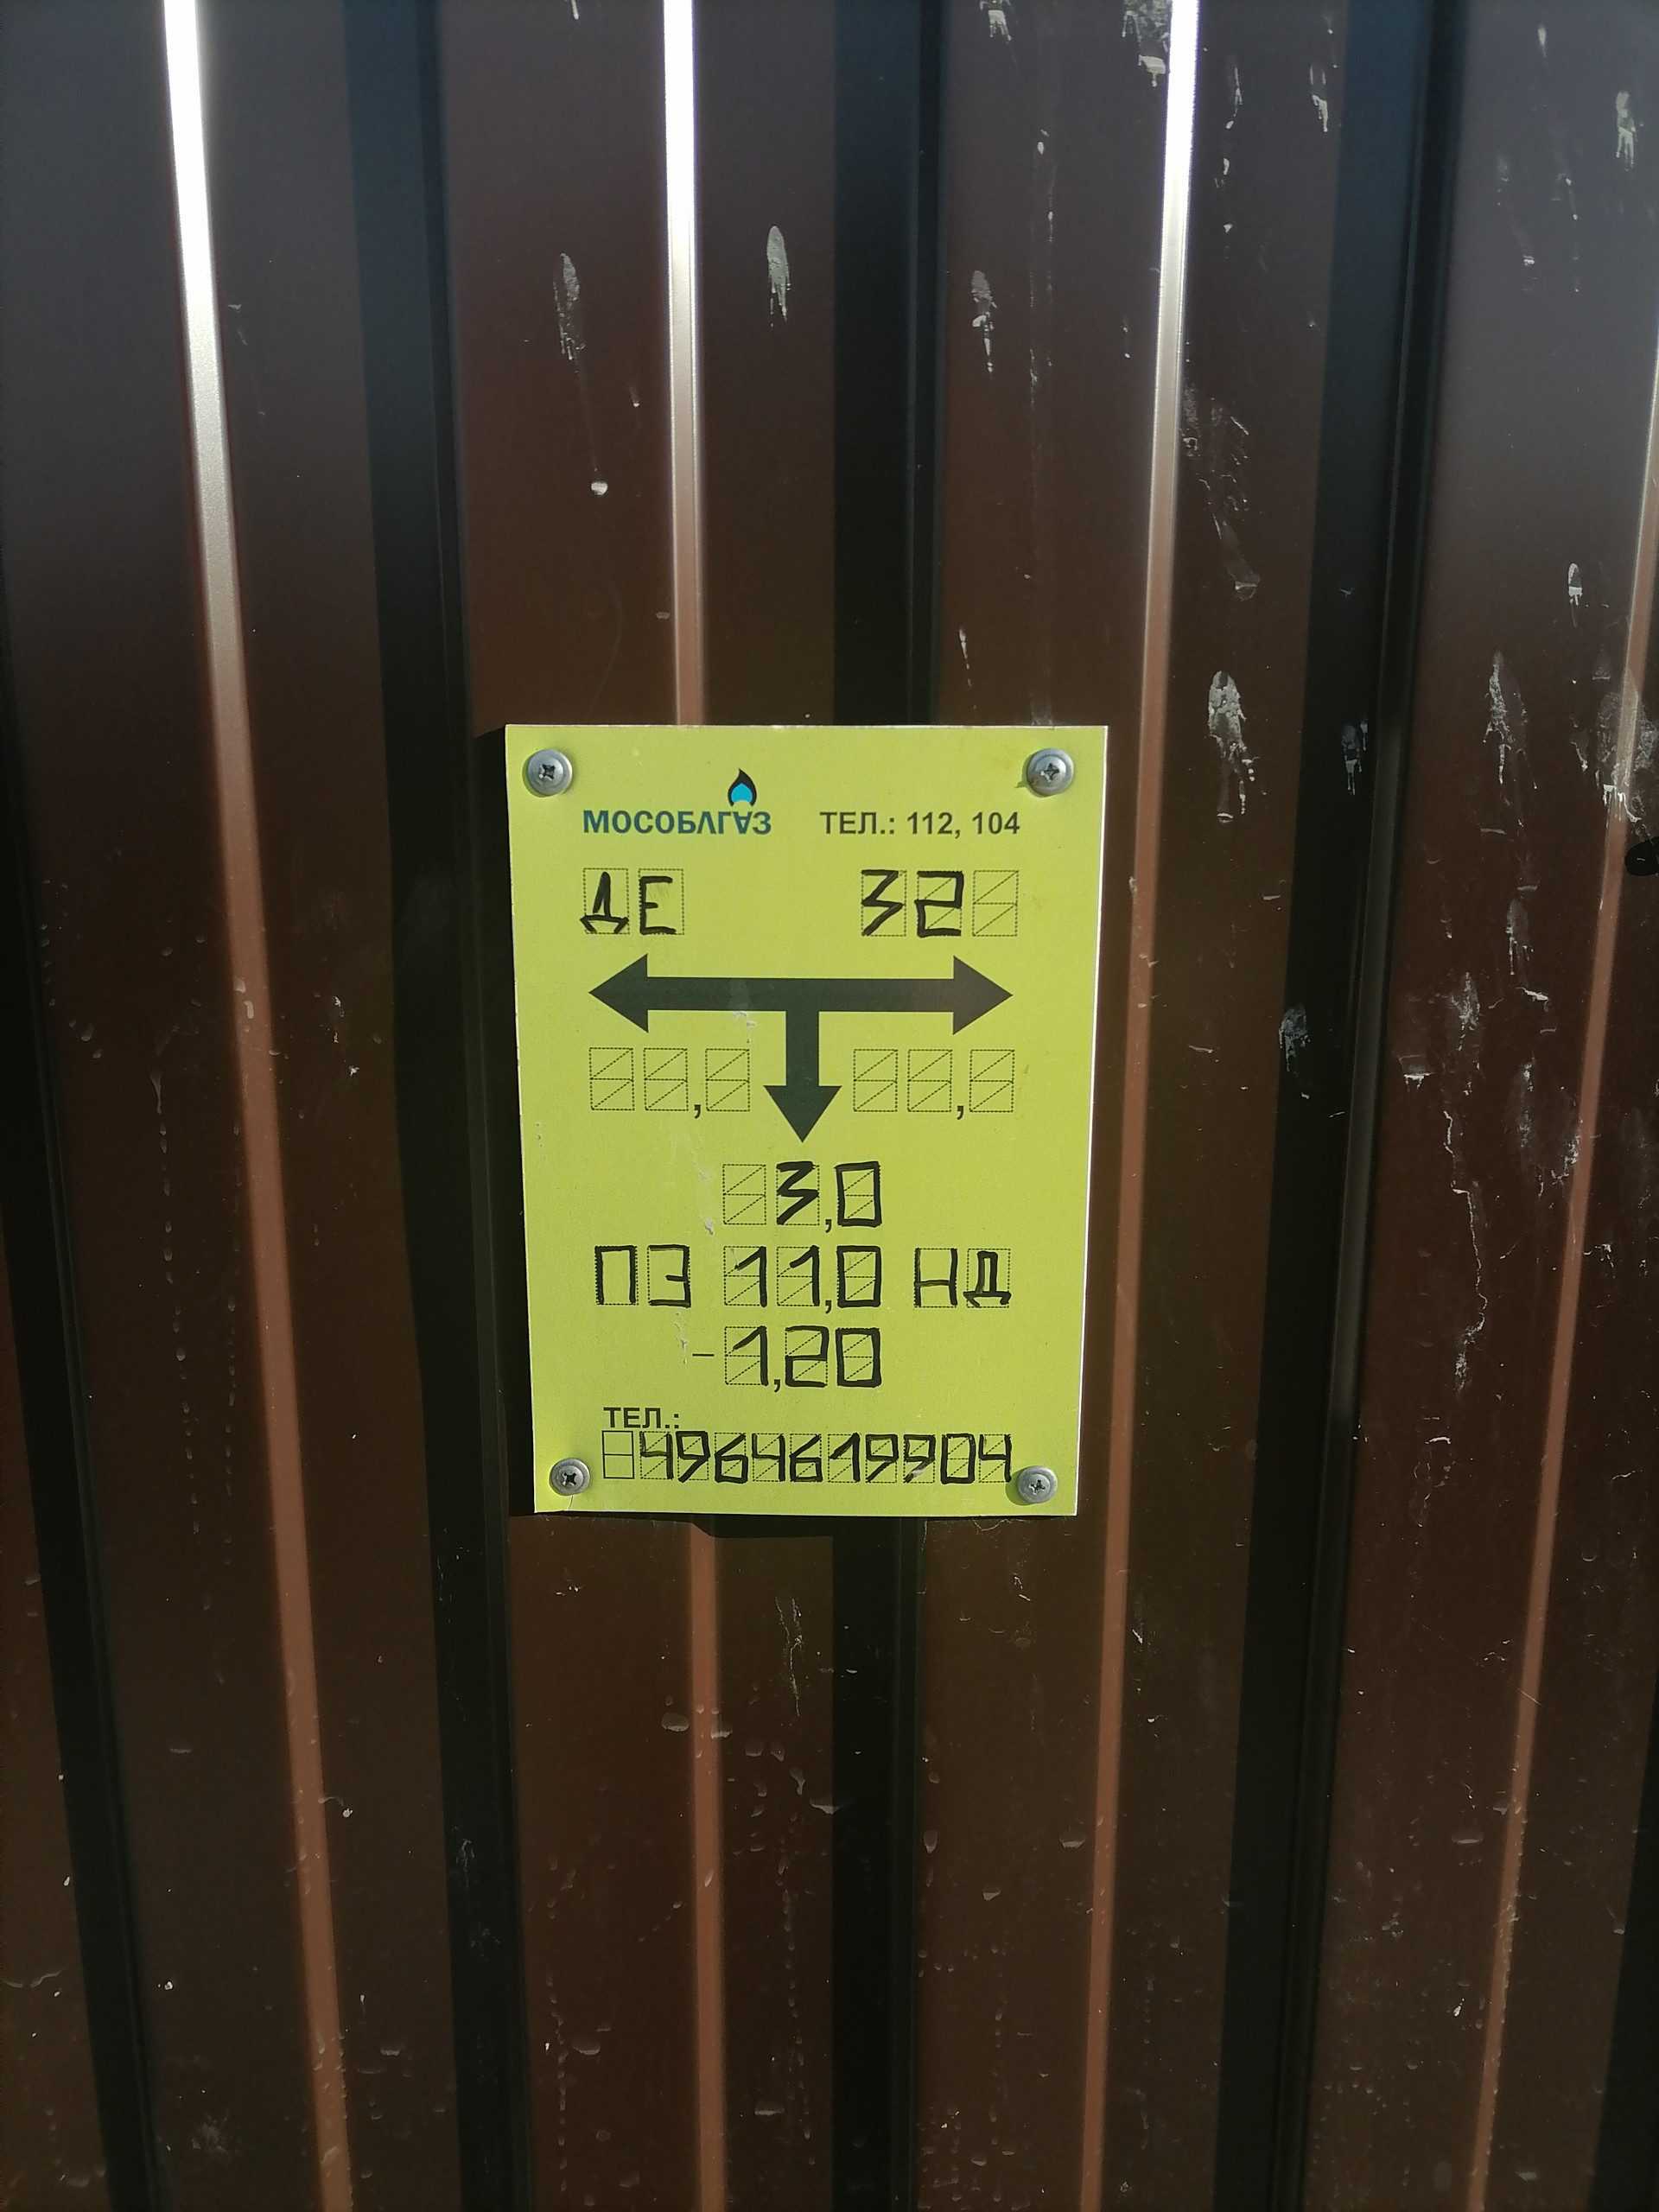 МОСОБЛГАЗ ТЕЛ.: 112, 104
ДЕ 32
3,0
ПЭ 11,0 НД
-1,20
ТЕЛ.:
4964619904